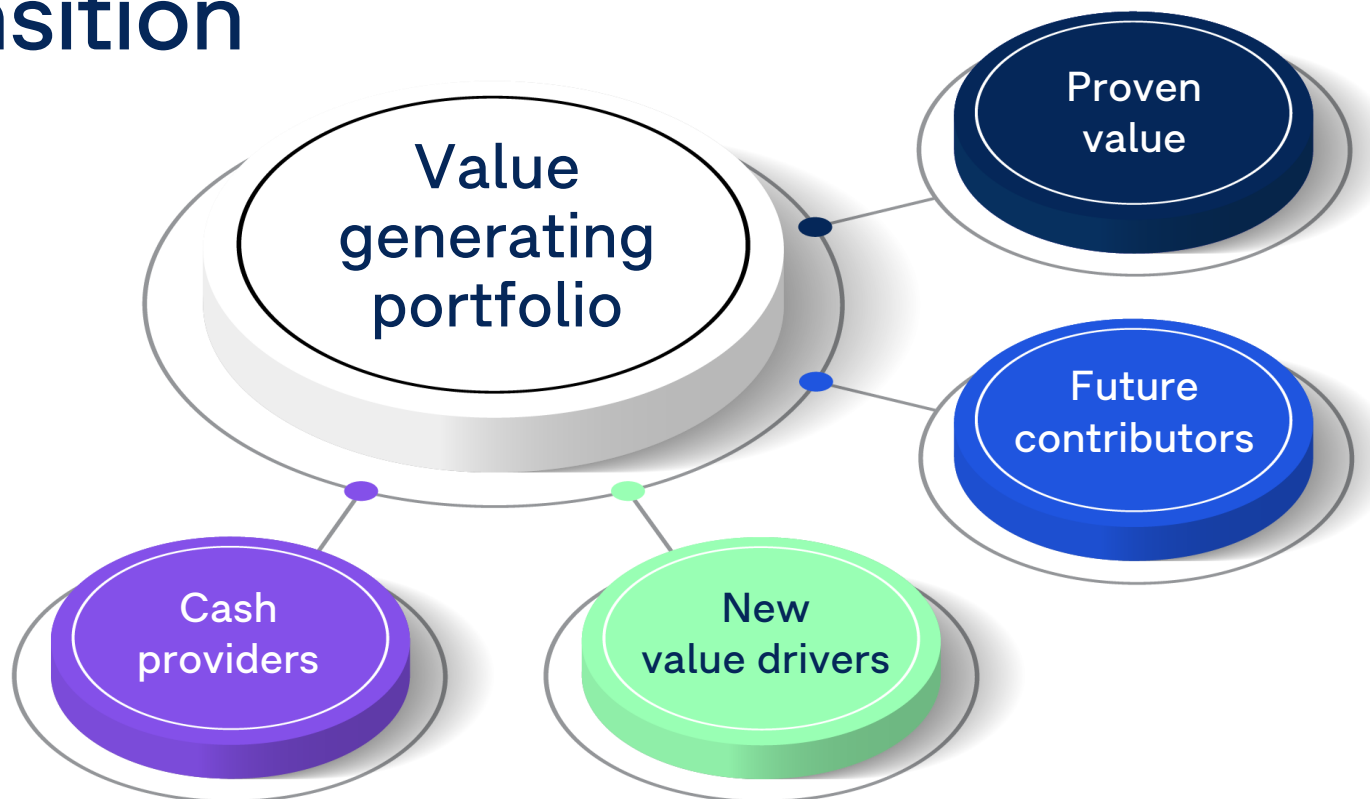 nsition
Value
generating
portfolio
Proven
value
Future
contributors
Cash
providers
New
value drivers